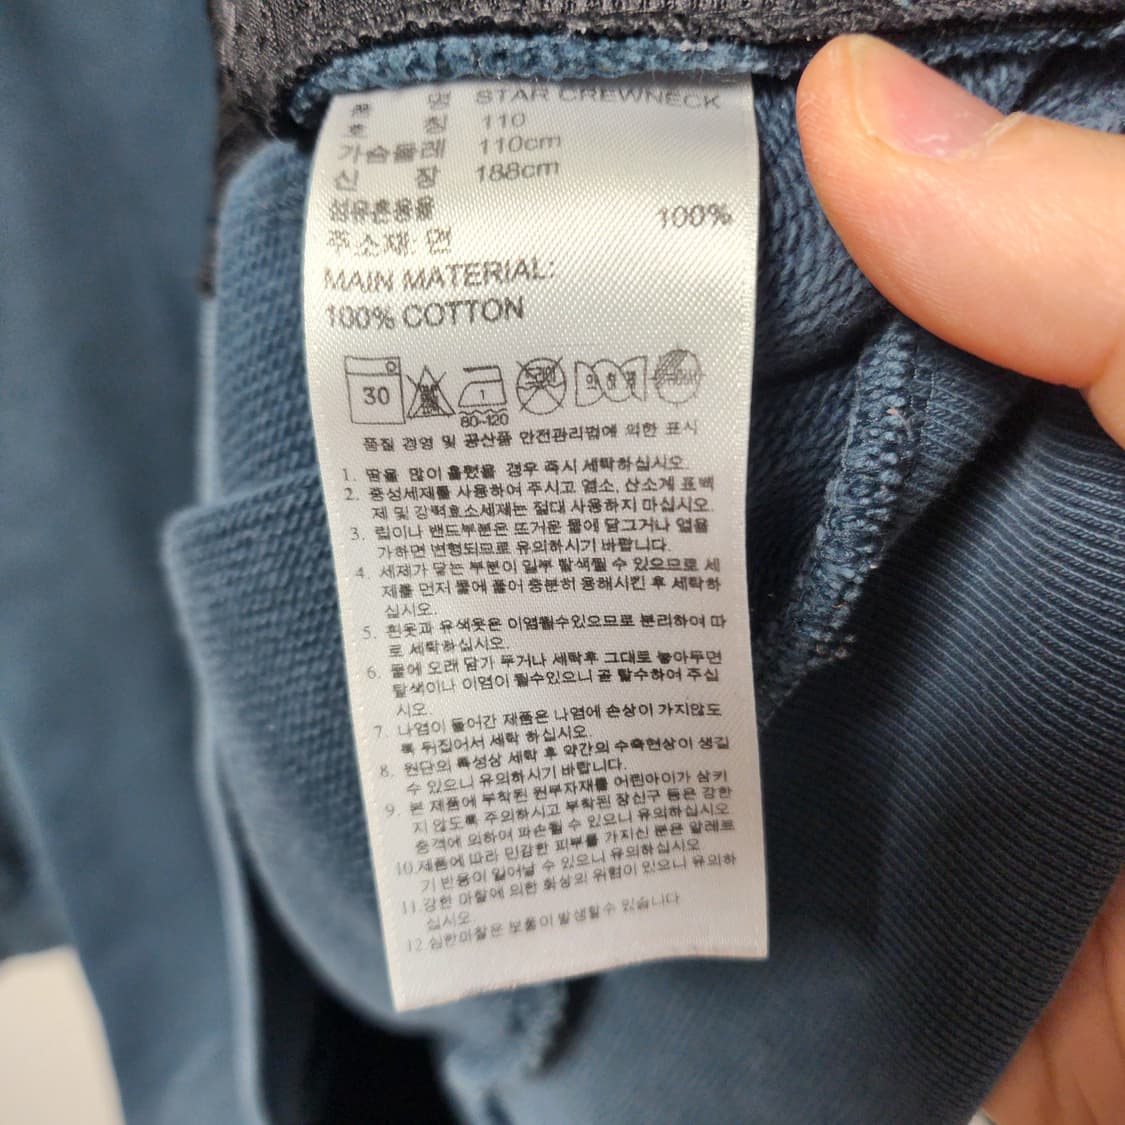 품 명 STAR CREWNECK
호 칭 110
가슴둘레 110cm
신 장 188cm
섬유혼용율 100%
주소재: 면
MAIN MATERIAL:
100% COTTON
30
1
80~120
품질 경영 및 공산품 안전관리법에 의한 표시
1. 땀을 많이 흘렸을 경우 즉시 세탁하십시오.
2. 중성세제를 사용하여 주시고 염소, 산소계 표백
제 및 강력효소세제는 절대 사용하지 마십시오.
3. 립이나 밴드부분은 뜨거운 물에 담그거나 열을
가하면 변형되므로 유의하시기 바랍니다.
4. 세제가 닿는 부분이 일부 탈색될 수 있으므로 세
제를 먼저 물에 풀어 충분히 용해시킨 후 세탁하
십시오.
5. 흰옷과 유색옷은 이염될수있으므로 분리하여 따
로 세탁하십시오.
6. 물에 오래 담가 두거나 세탁후 그대로 놓아두면
탈색이나 이염이 될수있으니 곧 탈수하여 주십
시오.
7. 나염이 들어간 제품은 나염에 손상이 가지않도
록 뒤집어서 세탁 하십시오.
8. 원단의 특성상 세탁 후 약간의 수축현상이 생길
수 있으니 유의하시기 바랍니다.
9. 본 제품에 부착된 원부자재를 어린아이가 삼키
지 않도록 주의하시고 부착된 장신구 등은 강한
충격에 의하여 파손될 수 있으니 유의하십시오
10.제품에 따라 민감한 피부를 가지신 분은 알레르
기 반응이 일어날 수 있으니 유의하십시오
11.강한 마찰에 의한 화상의 위험이 있으니 유의하
십시오
12.심한마찰은 보풀이 발생할수 있습니다